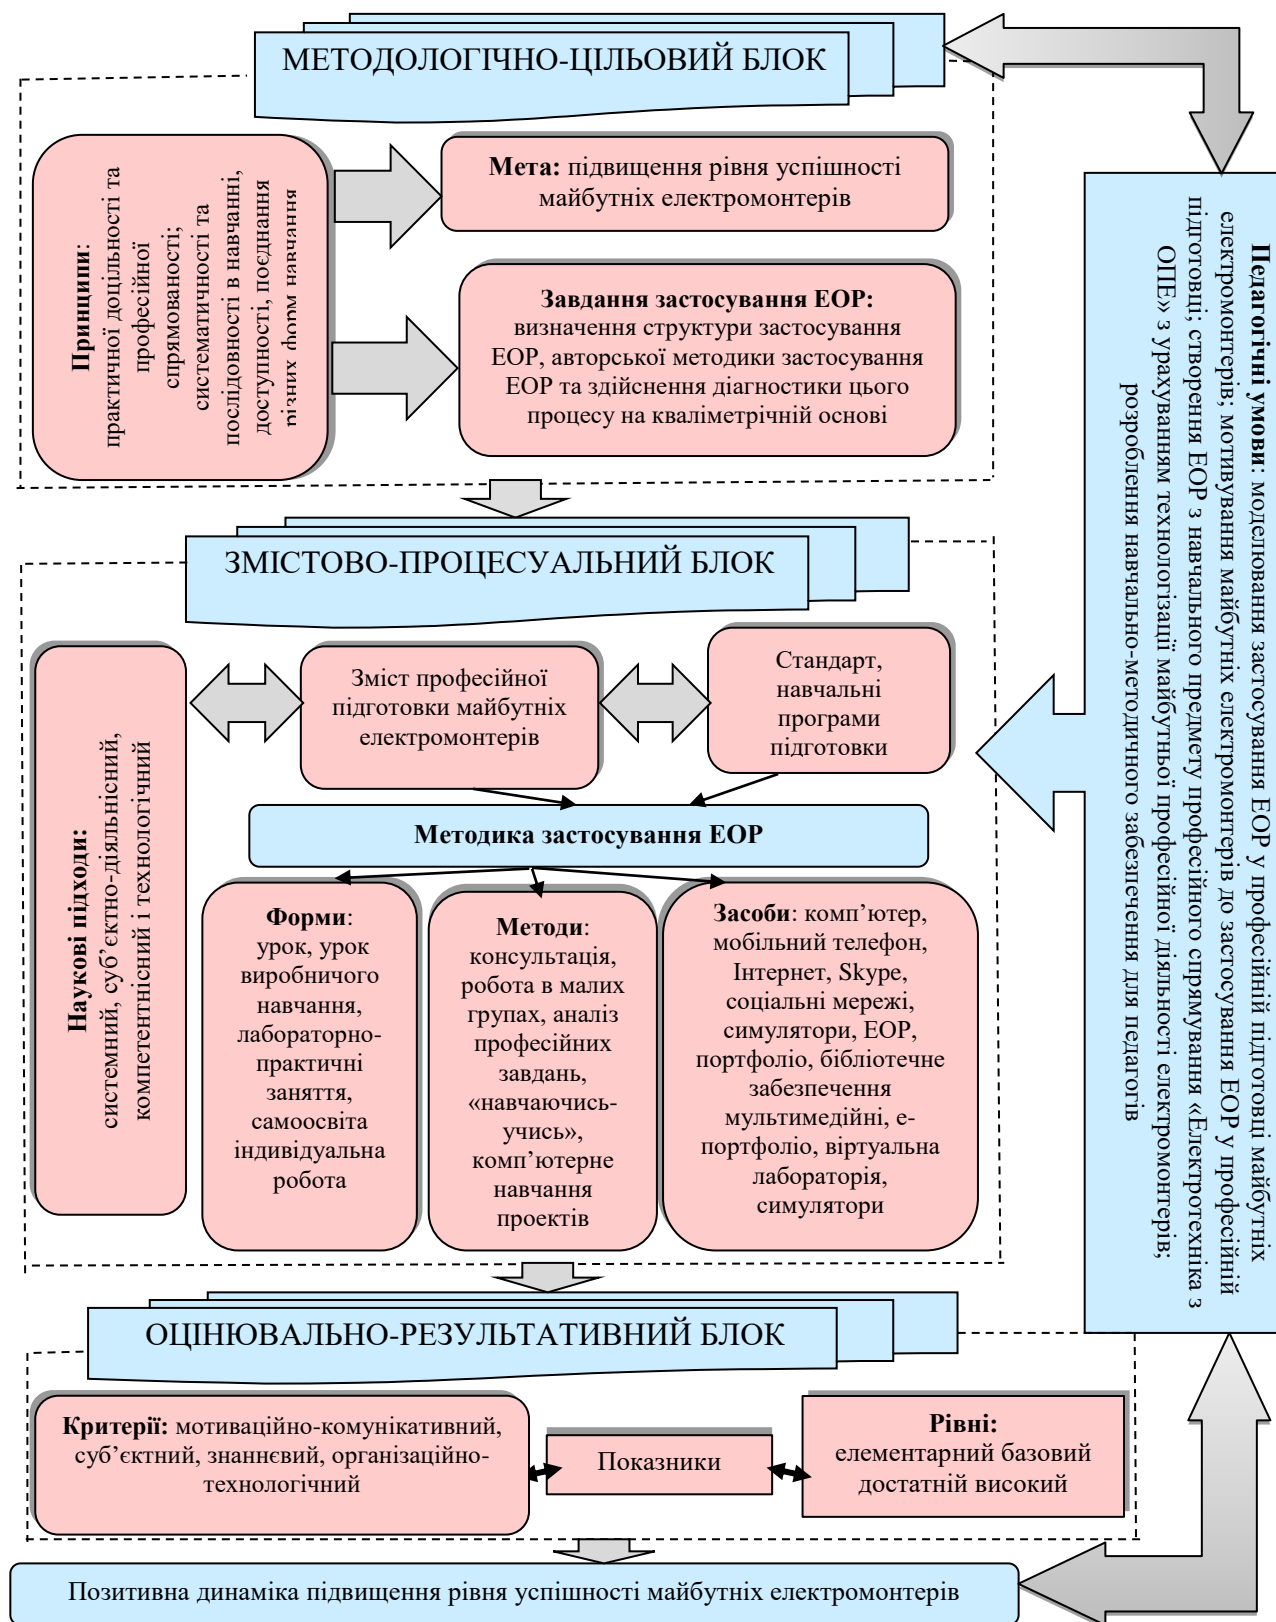 МЕТОДОЛОГІЧНО-ЦІЛЬОВИЙ БЛОК
Принципи:
практичної доцільності та
професійної
спрямованості;
систематичності та
послідовності в навчанні,
доступності, поєднання
різних форм навчання
Мета: підвищення рівня успішності
майбутніх електромонтерів
Завдання застосування ЕОР:
визначення структури застосування
ЕОР, авторської методики застосування
ЕОР та здійснення діагностики цього
процесу на кваліметрічній основі
Педагогічні умови: моделювання застосування ЕОР у професійній підготовці майбутніх
електромонтерів; мотивування майбутніх електромонтерів до застосування ЕОР у професійній
підготовці; створення ЕОР з навчального предмету професійного спрямування «Електротехніка з
ОПЕ» з урахуванням технологізації майбутньої професійної діяльності електромонтерів;
розроблення навчально-методичного забезпечення для педагогів
ЗМІСТОВО-ПРОЦЕСУАЛЬНИЙ БЛОК
Наукові підходи:
системний, суб’єктно-діяльнісний,
компетентнісний і технологічний
Зміст професійної
підготовки майбутніх
електромонтерів
Стандарт,
навчальні
програми
підготовки
Методика застосування ЕОР
Форми:
урок, урок
виробничого
навчання,
лабораторно-
практичні
заняття,
самоосвіта
індивідуальна
робота
Методи:
консультація,
робота в малих
групах, аналіз
професійних
завдань,
«навчаючись-
учись»,
комп’ютерне
навчання
проектів
Засоби: комп’ютер,
мобільний телефон,
Інтернет, Skype,
соціальні мережі,
симулятори, ЕОР,
портфоліо, бібліотечне
забезпечення
мультимедійні, е-
портфоліо, віртуальна
лабораторія,
симулятори
ОЦІНЮВАЛЬНО-РЕЗУЛЬТАТИВНИЙ БЛОК
Критерії: мотиваційно-комунікативний,
суб’єктний, знаннєвий, організаційно-
технологічний
Показники
Рівні:
елементарний базовий
достатній високий
Позитивна динаміка підвищення рівня успішності майбутніх електромонтерів